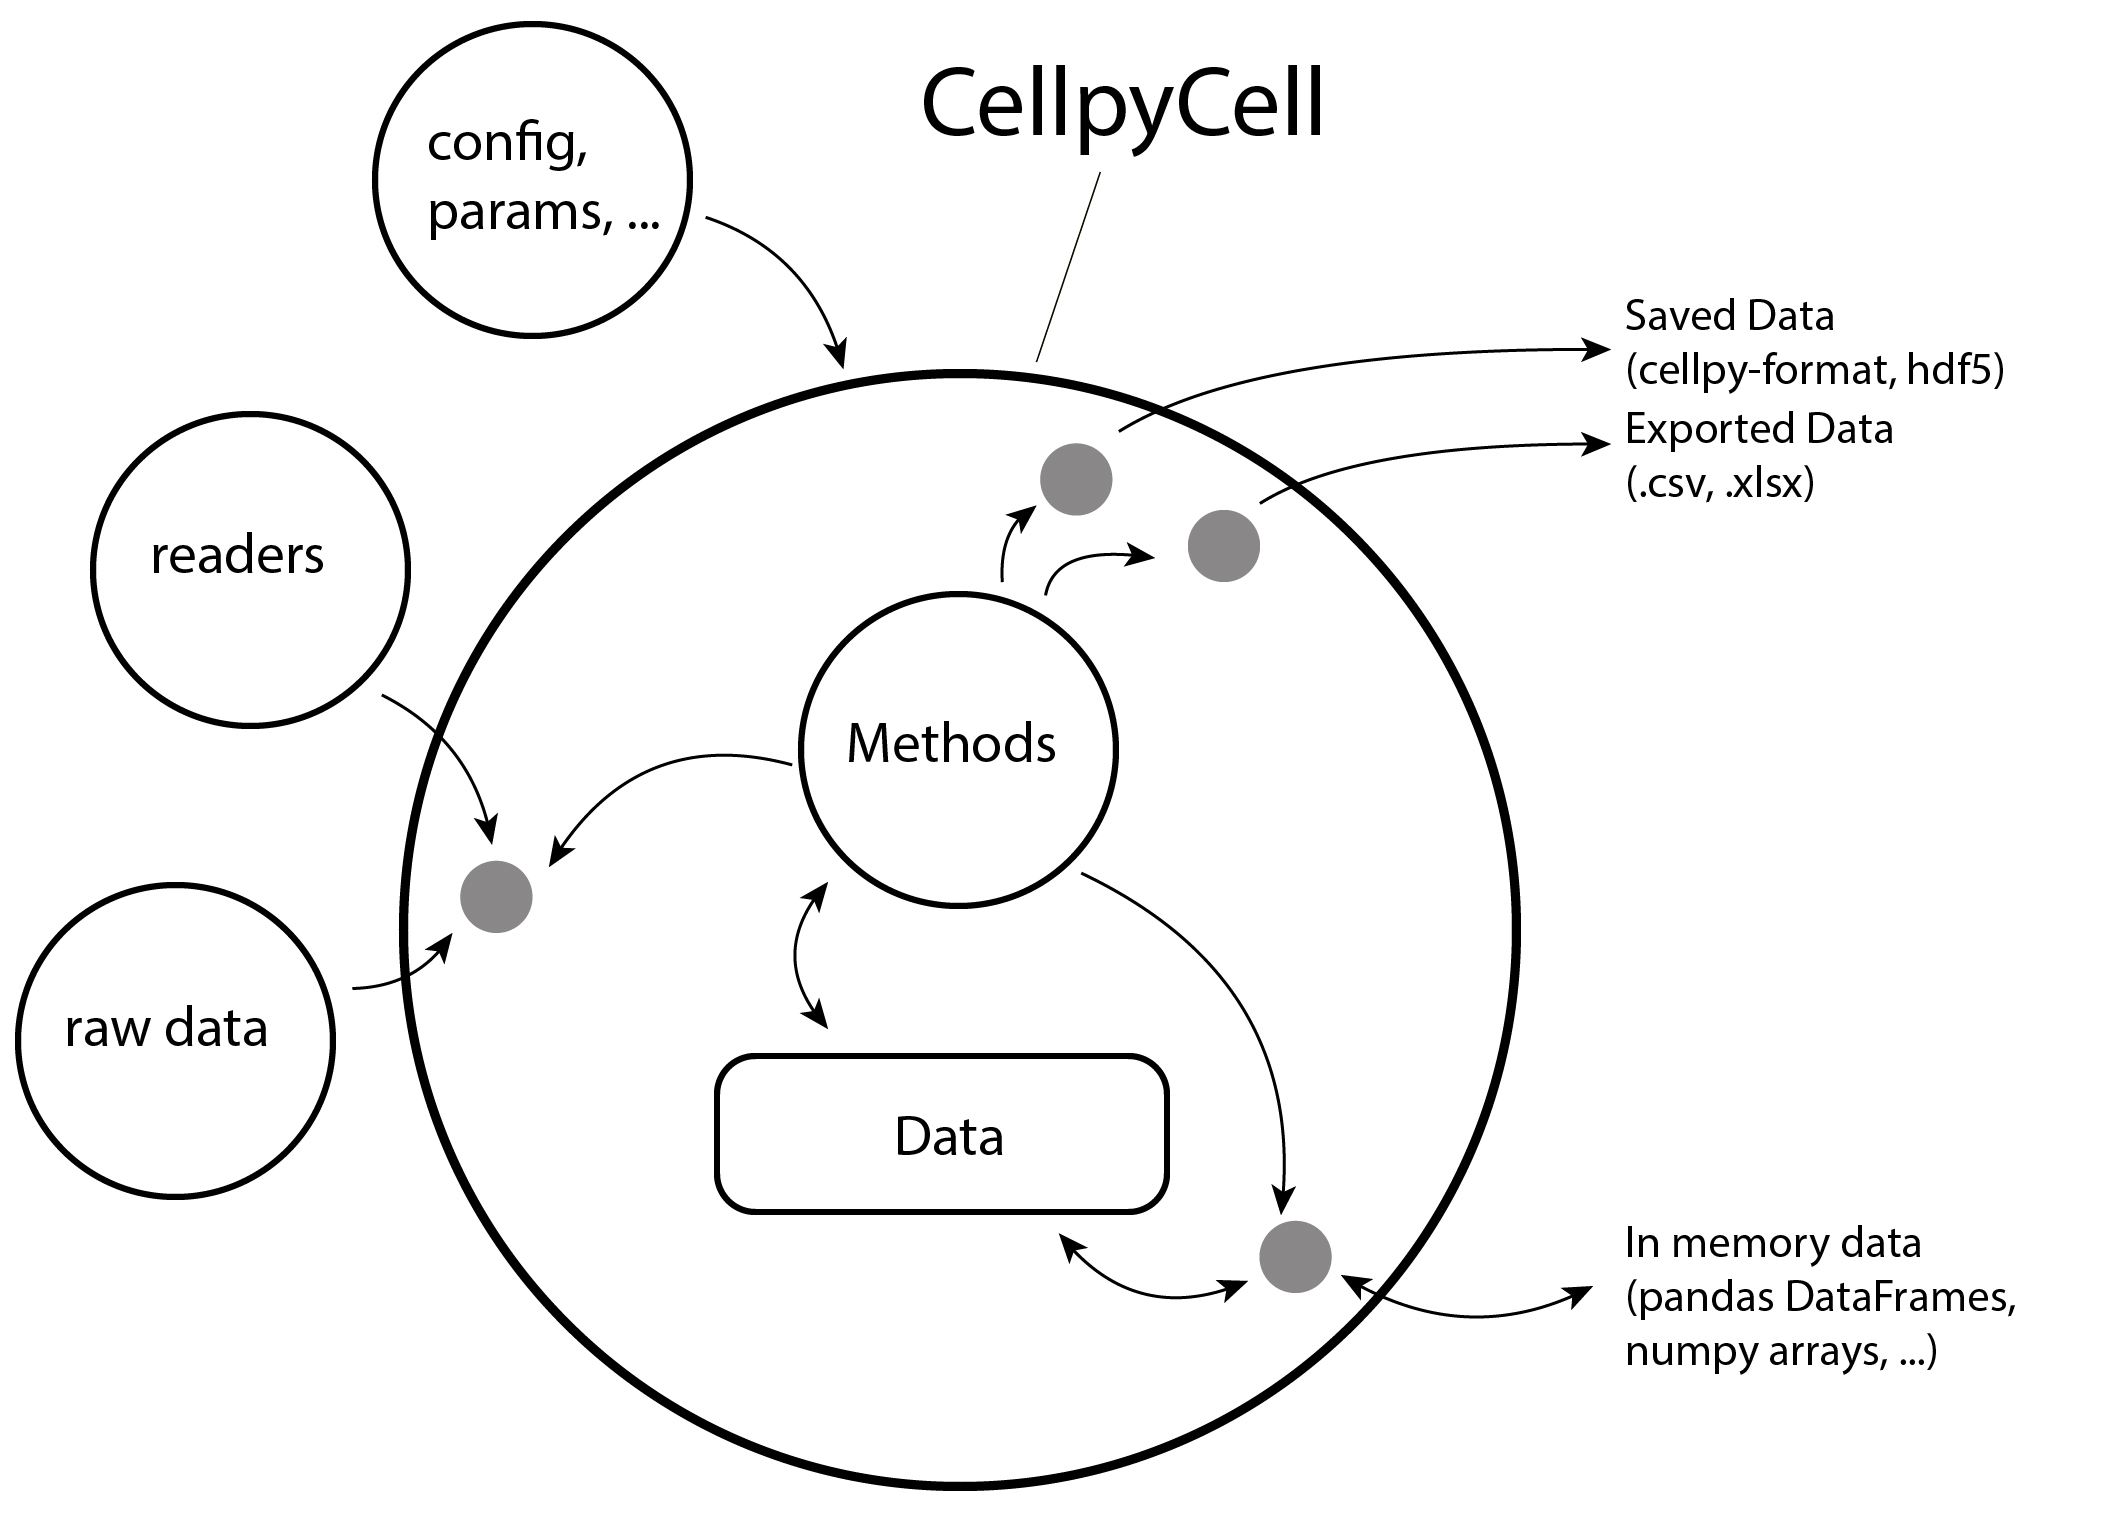 CellpyCell
config,
params, ...
Saved Data
(cellpy-format, hdf5)
Exported Data
(.csv, .xlsx)
readers
Methods
raw data
Data
In memory data
(pandas DataFrames,
numpy arrays, ...)